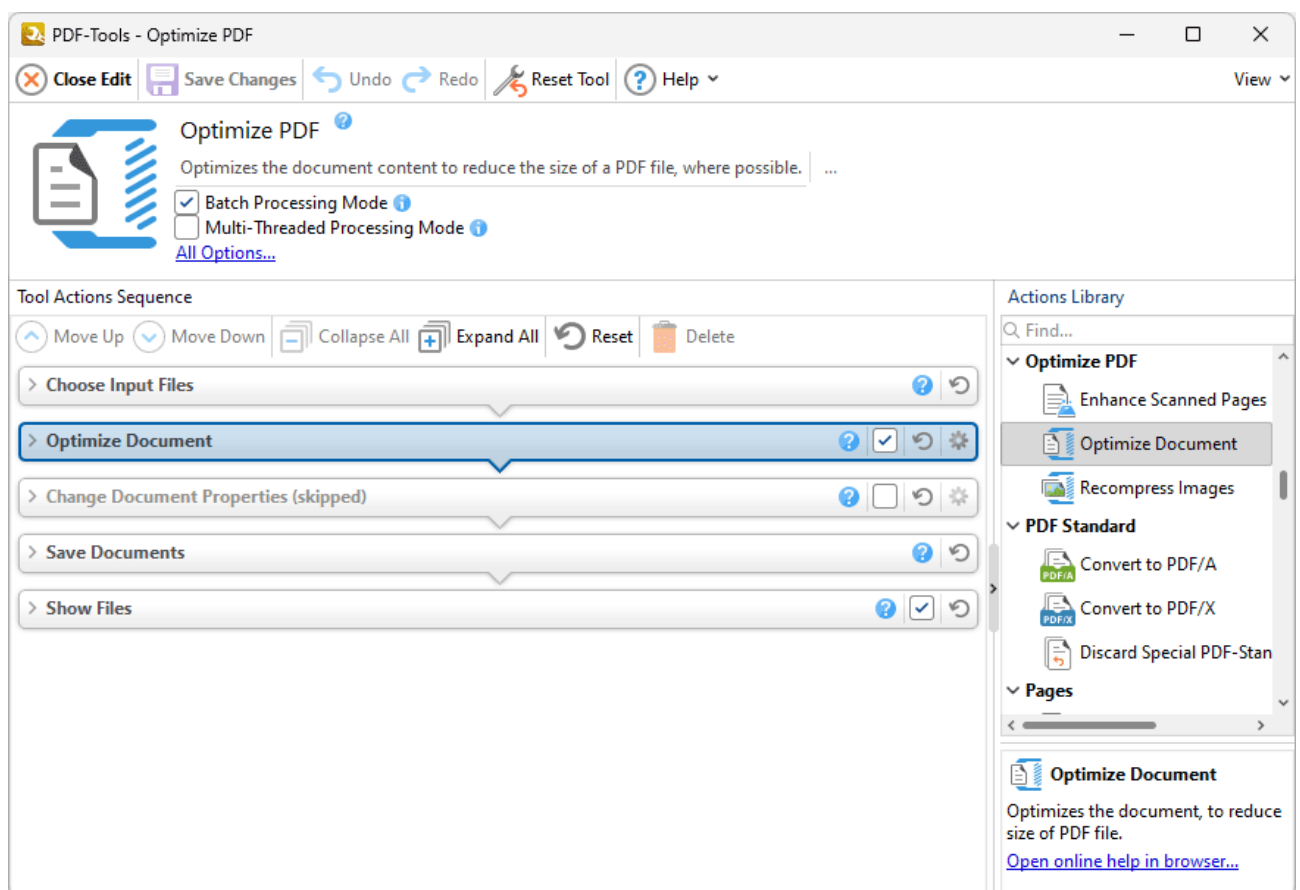 PDF-Tools - Optimize PDF
Close Edit Save Changes Undo Redo Reset Tool Help View
Optimize PDF
Optimizes the document content to reduce the size of a PDF file, where possible. ...
Batch Processing Mode
Multi-Threaded Processing Mode
All Options...
Tool Actions Sequence
Move Up Move Down Collapse All Expand All Reset Delete
Choose Input Files
Optimize Document
Change Document Properties (skipped)
Save Documents
Show Files
Actions Library
Find...
Optimize PDF
Enhance Scanned Pages
Optimize Document
Recompress Images
PDF Standard
PDF/A Convert to PDF/A
PDF/X Convert to PDF/X
Discard Special PDF-Stan
Pages
Optimize Document
Optimizes the document, to reduce
size of PDF file.
Open online help in browser...